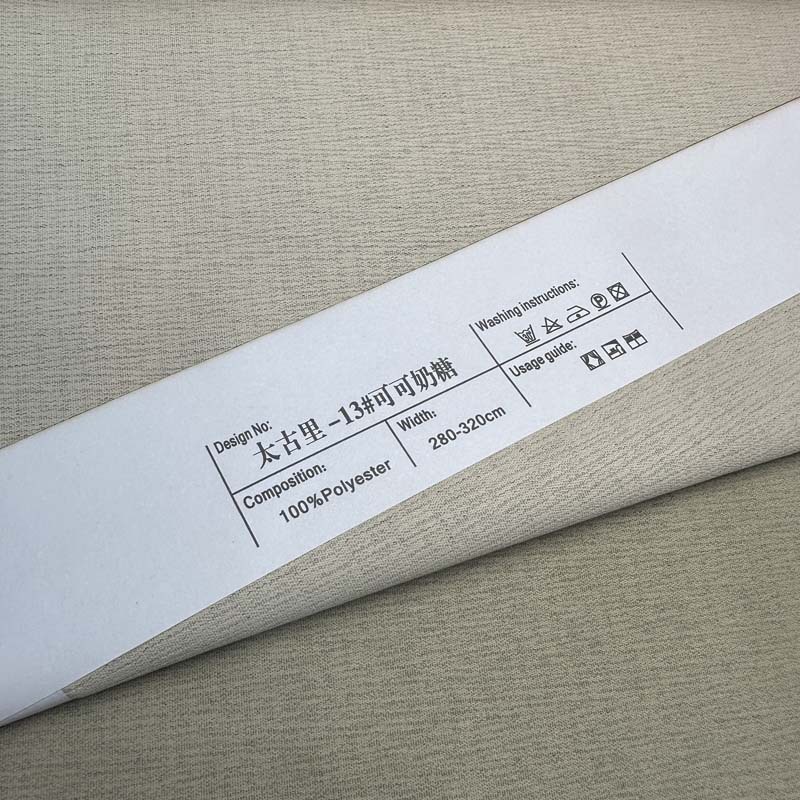 Design No:
太古里-13#可可奶糖
Composition:
100%Polyester
Width:
280-320cm
Washing instructions:
Usage guide: